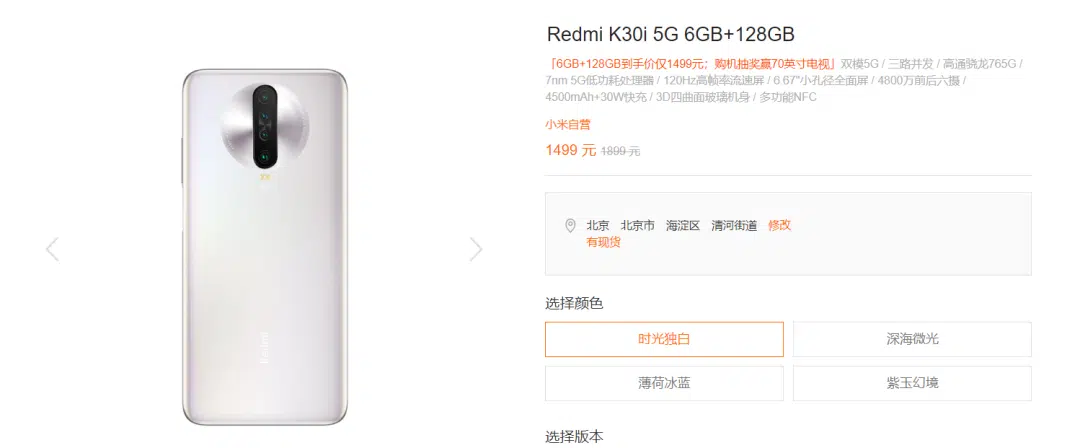 Redmi K30i 5G 6GB+128GB
「6GB+128GB到手价仅1499元；购机抽奖赢70英寸电视」双模5G / 三路并发 / 高通骁龙765G /
7nm 5G低功耗处理器 / 120Hz高帧率流速屏 / 6.67"小孔径全面屏 / 4800万前后六摄 /
4500mAh+30W快充 / 3D四曲面玻璃机身 / 多功能NFC
小米自营
1499 元 1899 元
北京 北京市 海淀区 清河街道 修改
有现货
选择颜色
时光独白 深海微光
薄荷冰蓝 紫玉幻境
选择版本
Redmi